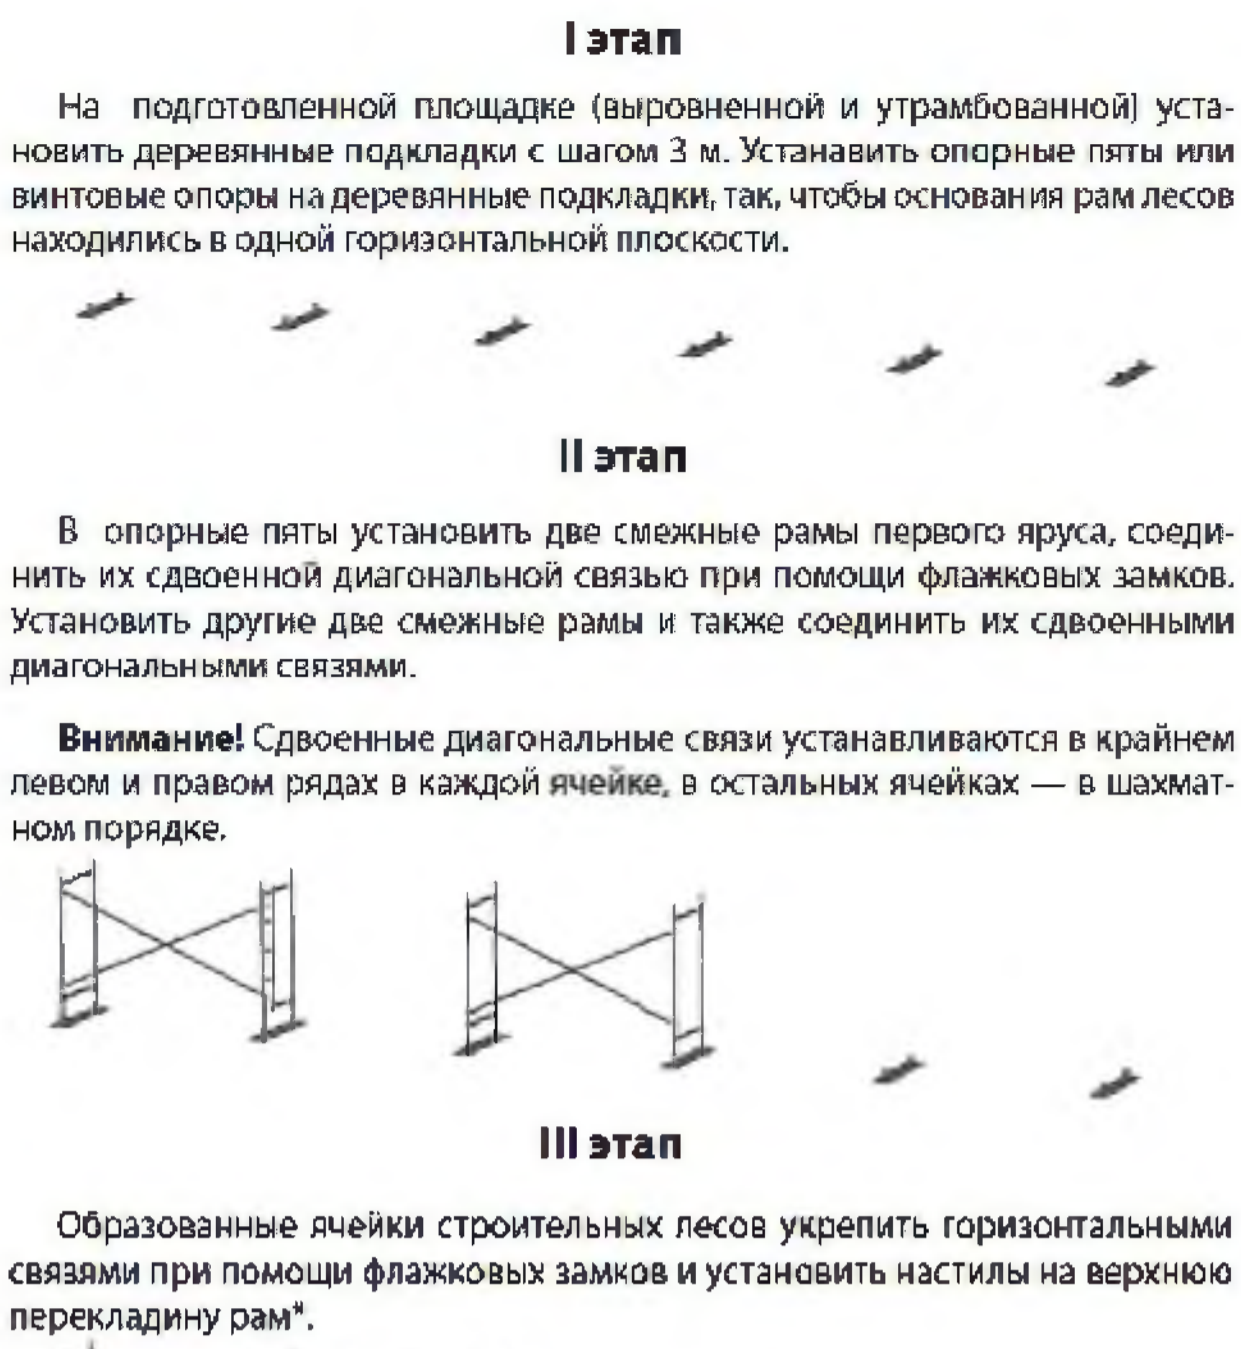 I этап
На подготовленной площадке (выровненной и утрамбованной) уста-
новить деревянные подкладки с шагом 3 м. Устанавить опорные пяты или
винтовые опоры на деревянные подкладки, так, чтобы основания рам лесов
находились в одной горизонтальной плоскости.
II этап
В опорные пяты установить две смежные рамы первого яруса, соеди-
нить их сдвоенной диагональной связью при помощи флажковых замков.
Установить другие две смежные рамы и также соединить их сдвоенными
диагональными связями.
Внимание! Сдвоенные диагональные связи устанавливаются в крайнем
левом и правом рядах в каждой ячейке, в остальных ячейках — в шахмат-
ном порядке.
III этап
Образованные ячейки строительных лесов укрепить горизонтальными
связями при помощи флажковых замков и установить настилы на верхнюю
перекладину рам*.